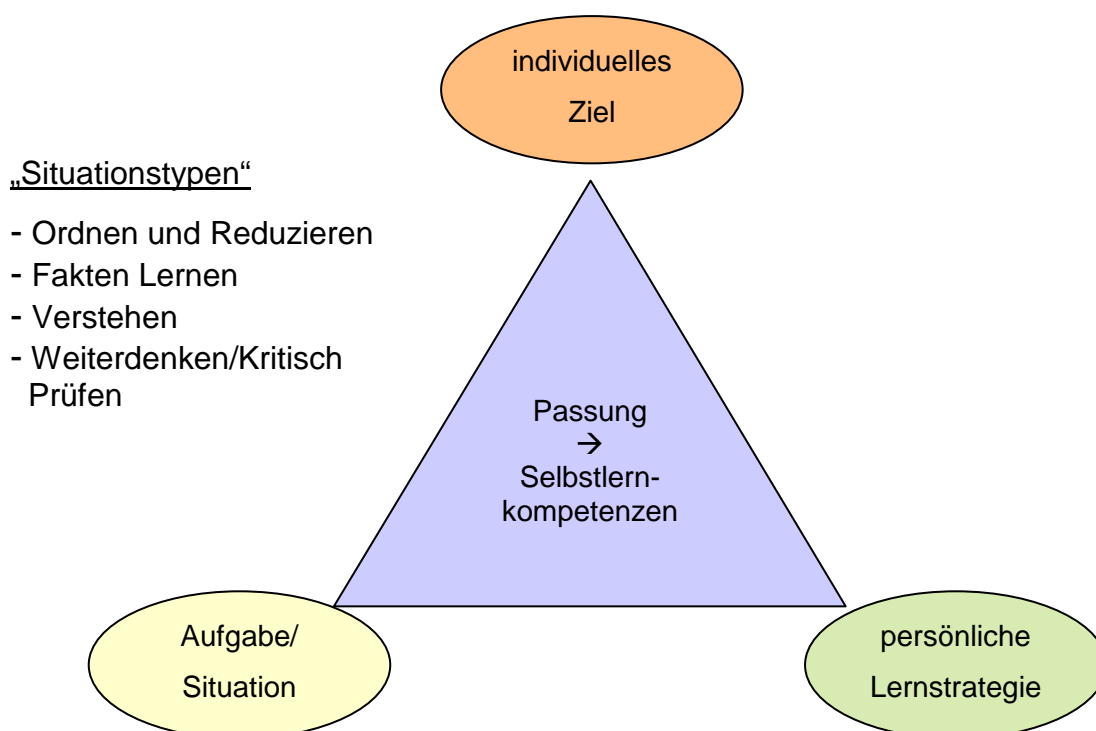 individuelles
Ziel
„Situationstypen“
- Ordnen und Reduzieren
- Fakten Lernen
- Verstehen
- Weiterdenken/Kritisch
Prüfen
Passung
→
Selbstlern-
kompetenzen
Aufgabe/
Situation
persönliche
Lernstrategie